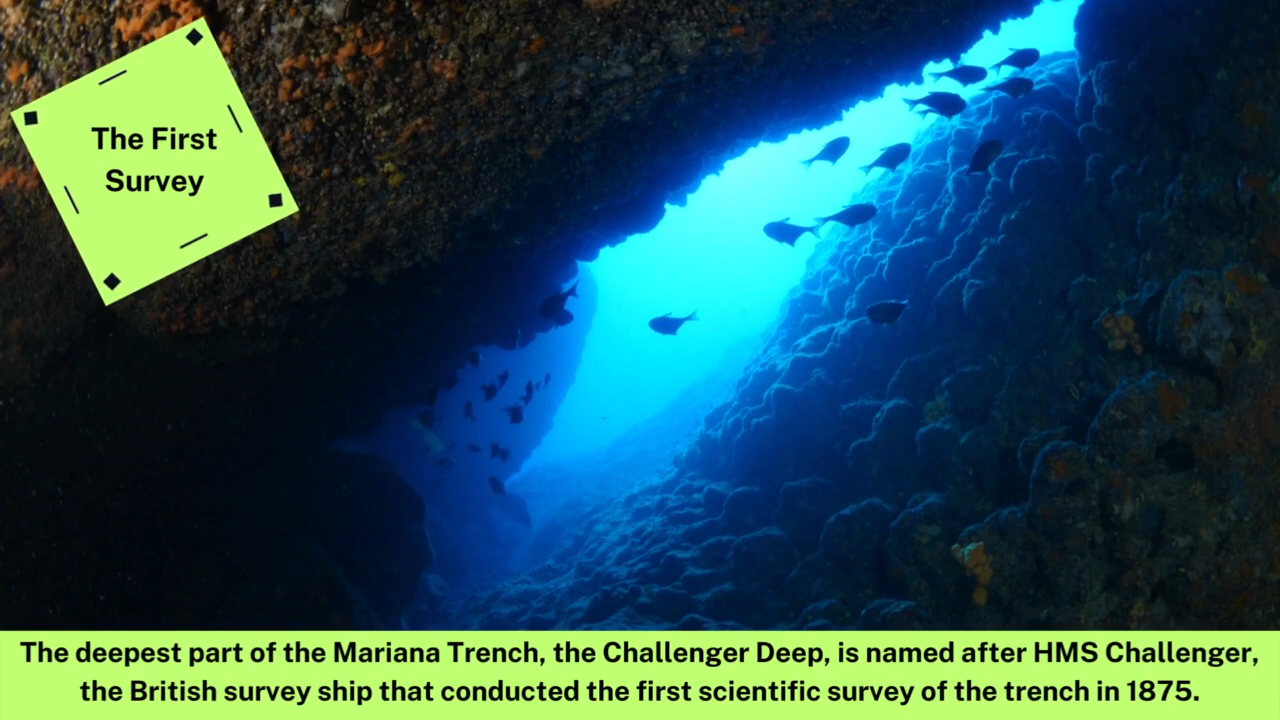 The First
Survey
The deepest part of the Mariana Trench, the Challenger Deep, is named after HMS Challenger,
the British survey ship that conducted the first scientific survey of the trench in 1875.